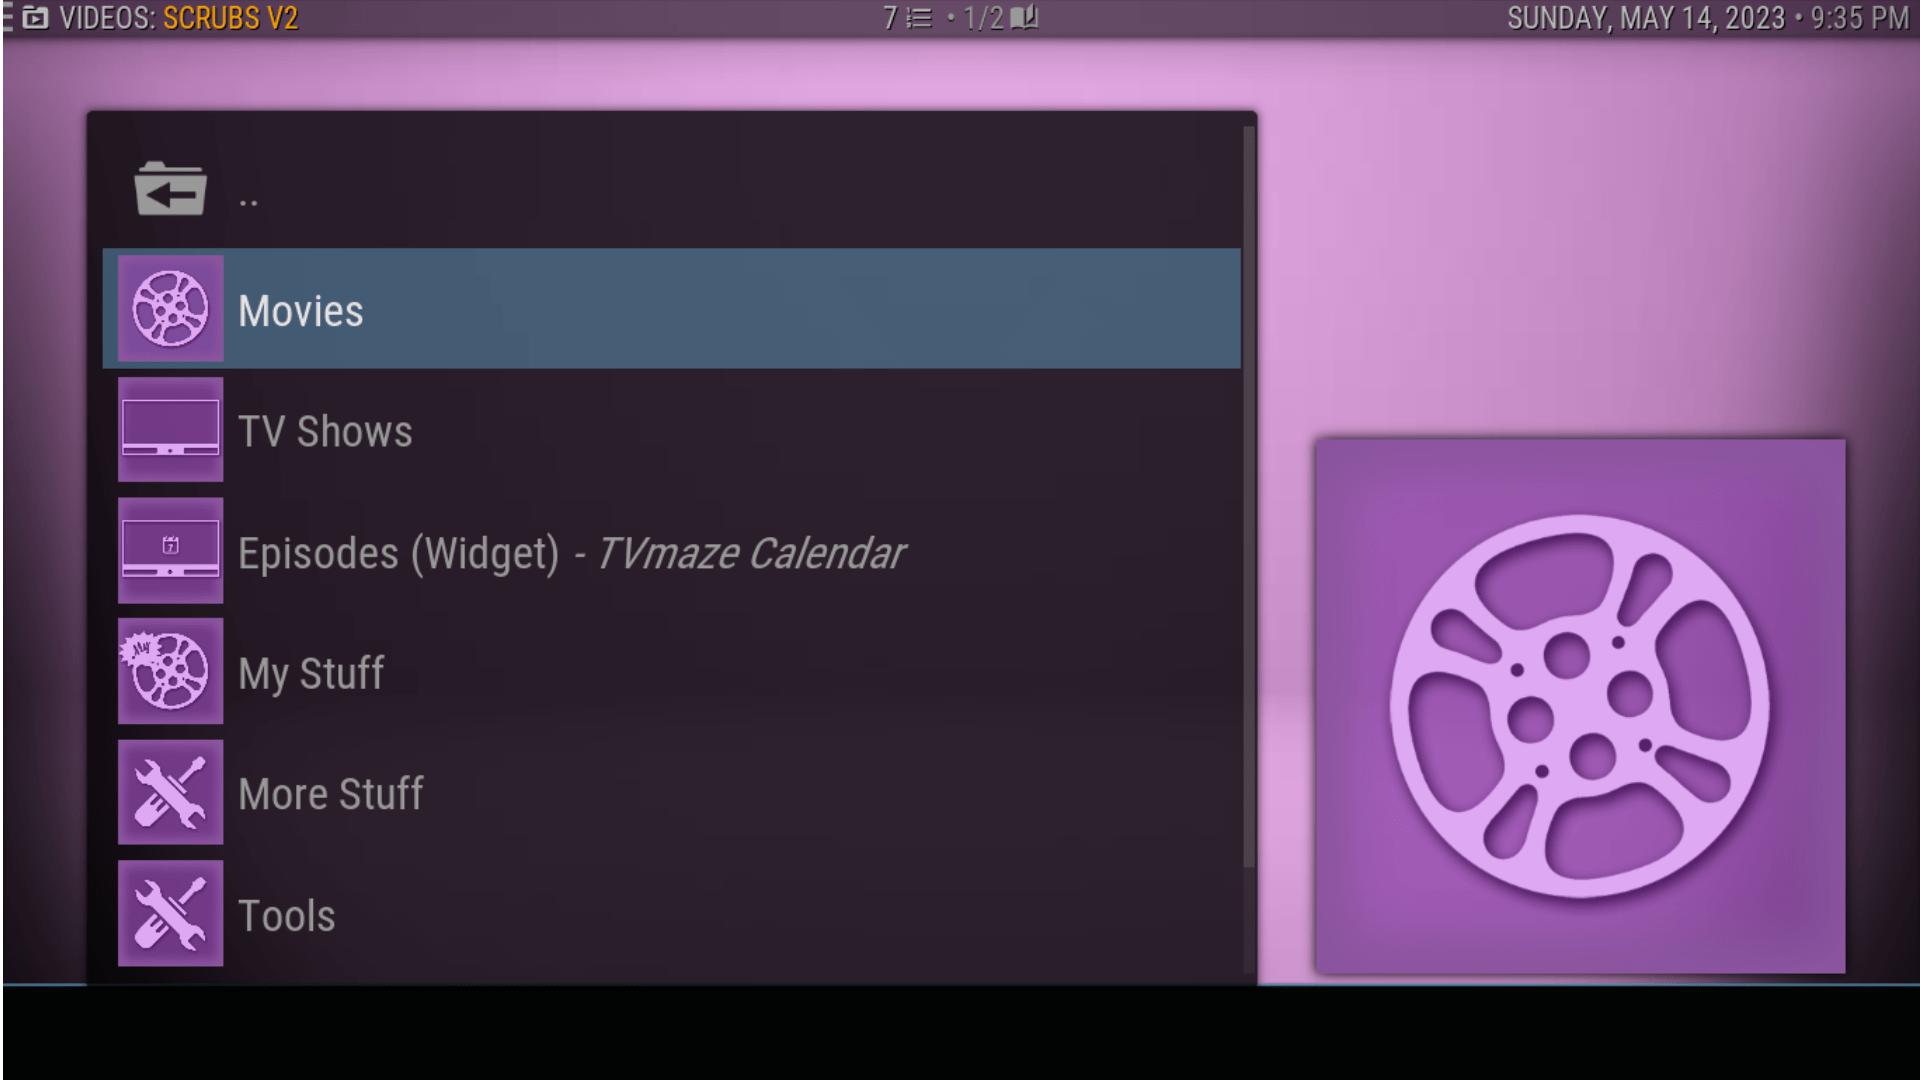 VIDEOS: SCRUBS V2
7 • 1/2
SUNDAY, MAY 14, 2023 • 9:35 PM
..
Movies
TV Shows
7
Episodes (Widget) - TVmaze Calendar
My Stuff
More Stuff
Tools